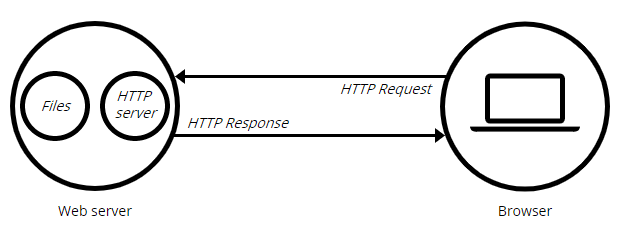 HTTP Request
Files
HTTP
server
HTTP Response
Web server
Browser